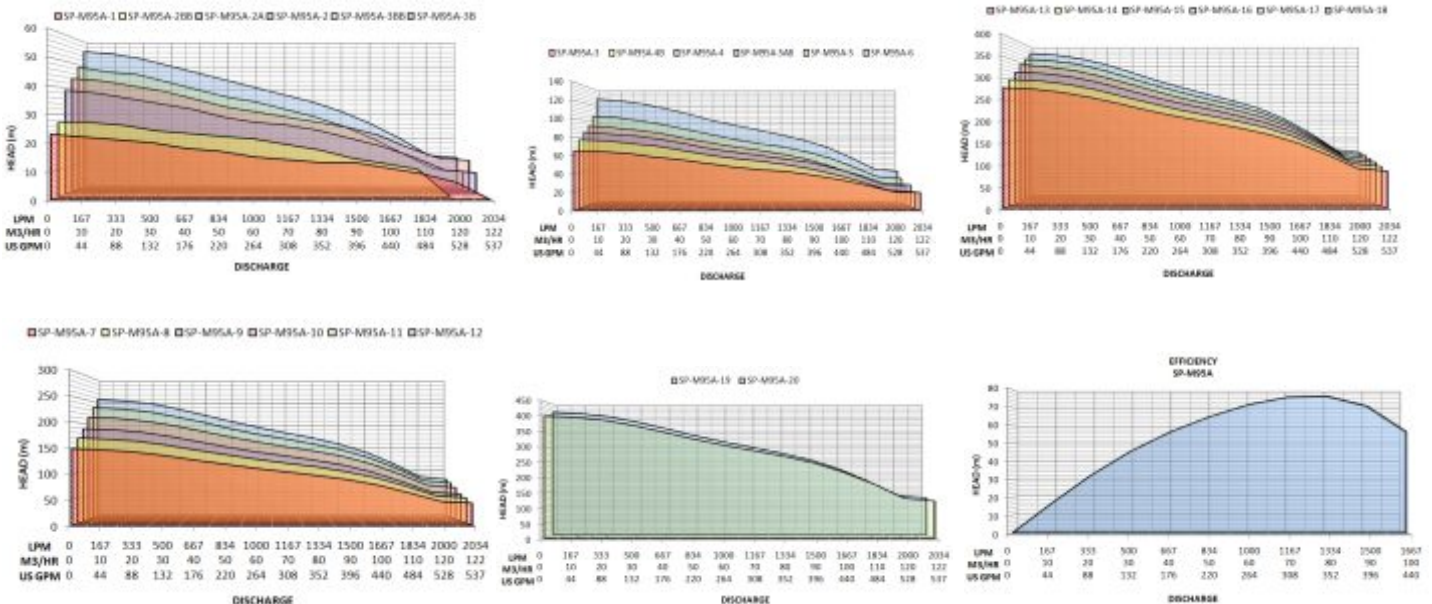 SP-M95A-1 SP-M95A-2BB SP-M95A-2A SP-M95A-2 SP-M95A-3BB SP-M95A-3B
60
50
40
30
20
10
0
HEAD (m)
LPM 0 167 333 500 667 834 1000 1167 1334 1500 1667 1834 2000 2034
M3/HR 0 10 20 30 40 50 60 70 80 90 100 110 120 122
US GPM 0 44 88 132 176 220 264 308 352 396 440 484 528 537
DISCHARGE
SP-M95A-3 SP-M95A-4B SP-M95A-4 SP-M95A-5AB SP-M95A-5 SP-M95A-6
140
120
100
80
60
40
20
0
HEAD (m)
LPM 0 167 333 500 667 834 1000 1167 1334 1500 1667 1834 2000 2034
M3/HR 0 10 20 30 40 50 60 70 80 90 100 110 120 122
US GPM 0 44 88 132 176 220 264 308 352 396 440 484 528 537
DISCHARGE
SP-M95A-13 SP-M95A-14 SP-M95A-15 SP-M95A-16 SP-M95A-17 SP-M95A-18
400
350
300
250
200
150
100
50
0
HEAD (m)
LPM 0 167 333 500 667 834 1000 1167 1334 1500 1667 1834 2000 2034
M3/HR 0 10 20 30 40 50 60 70 80 90 100 110 120 122
US GPM 0 44 88 132 176 220 264 308 352 396 440 484 528 537
DISCHARGE
SP-M95A-7 SP-M95A-8 SP-M95A-9 SP-M95A-10 SP-M95A-11 SP-M95A-12
300
250
200
150
100
50
0
HEAD (m)
LPM 0 167 333 500 667 834 1000 1167 1334 1500 1667 1834 2000 2034
M3/HR 0 10 20 30 40 50 60 70 80 90 100 110 120 122
US GPM 0 44 88 132 176 220 264 308 352 396 440 484 528 537
DISCHARGE
SP-M95A-19 SP-M95A-20
450
400
350
300
250
200
150
100
50
0
HEAD (m)
LPM 0 167 333 500 667 834 1000 1167 1334 1500 1667 1834 2000 2034
M3/HR 0 10 20 30 40 50 60 70 80 90 100 110 120 122
US GPM 0 44 88 132 176 220 264 308 352 396 440 484 528 537
DISCHARGE
EFFICIENCY
SP-M95A
80
70
60
50
40
30
20
10
0
HEAD (m)
LPM 0 167 333 500 667 834 1000 1167 1334 1500 1667
M3/HR 0 10 20 30 40 50 60 70 80 90 100
US GPM 0 44 88 132 176 220 264 308 352 396 440
DISCHARGE